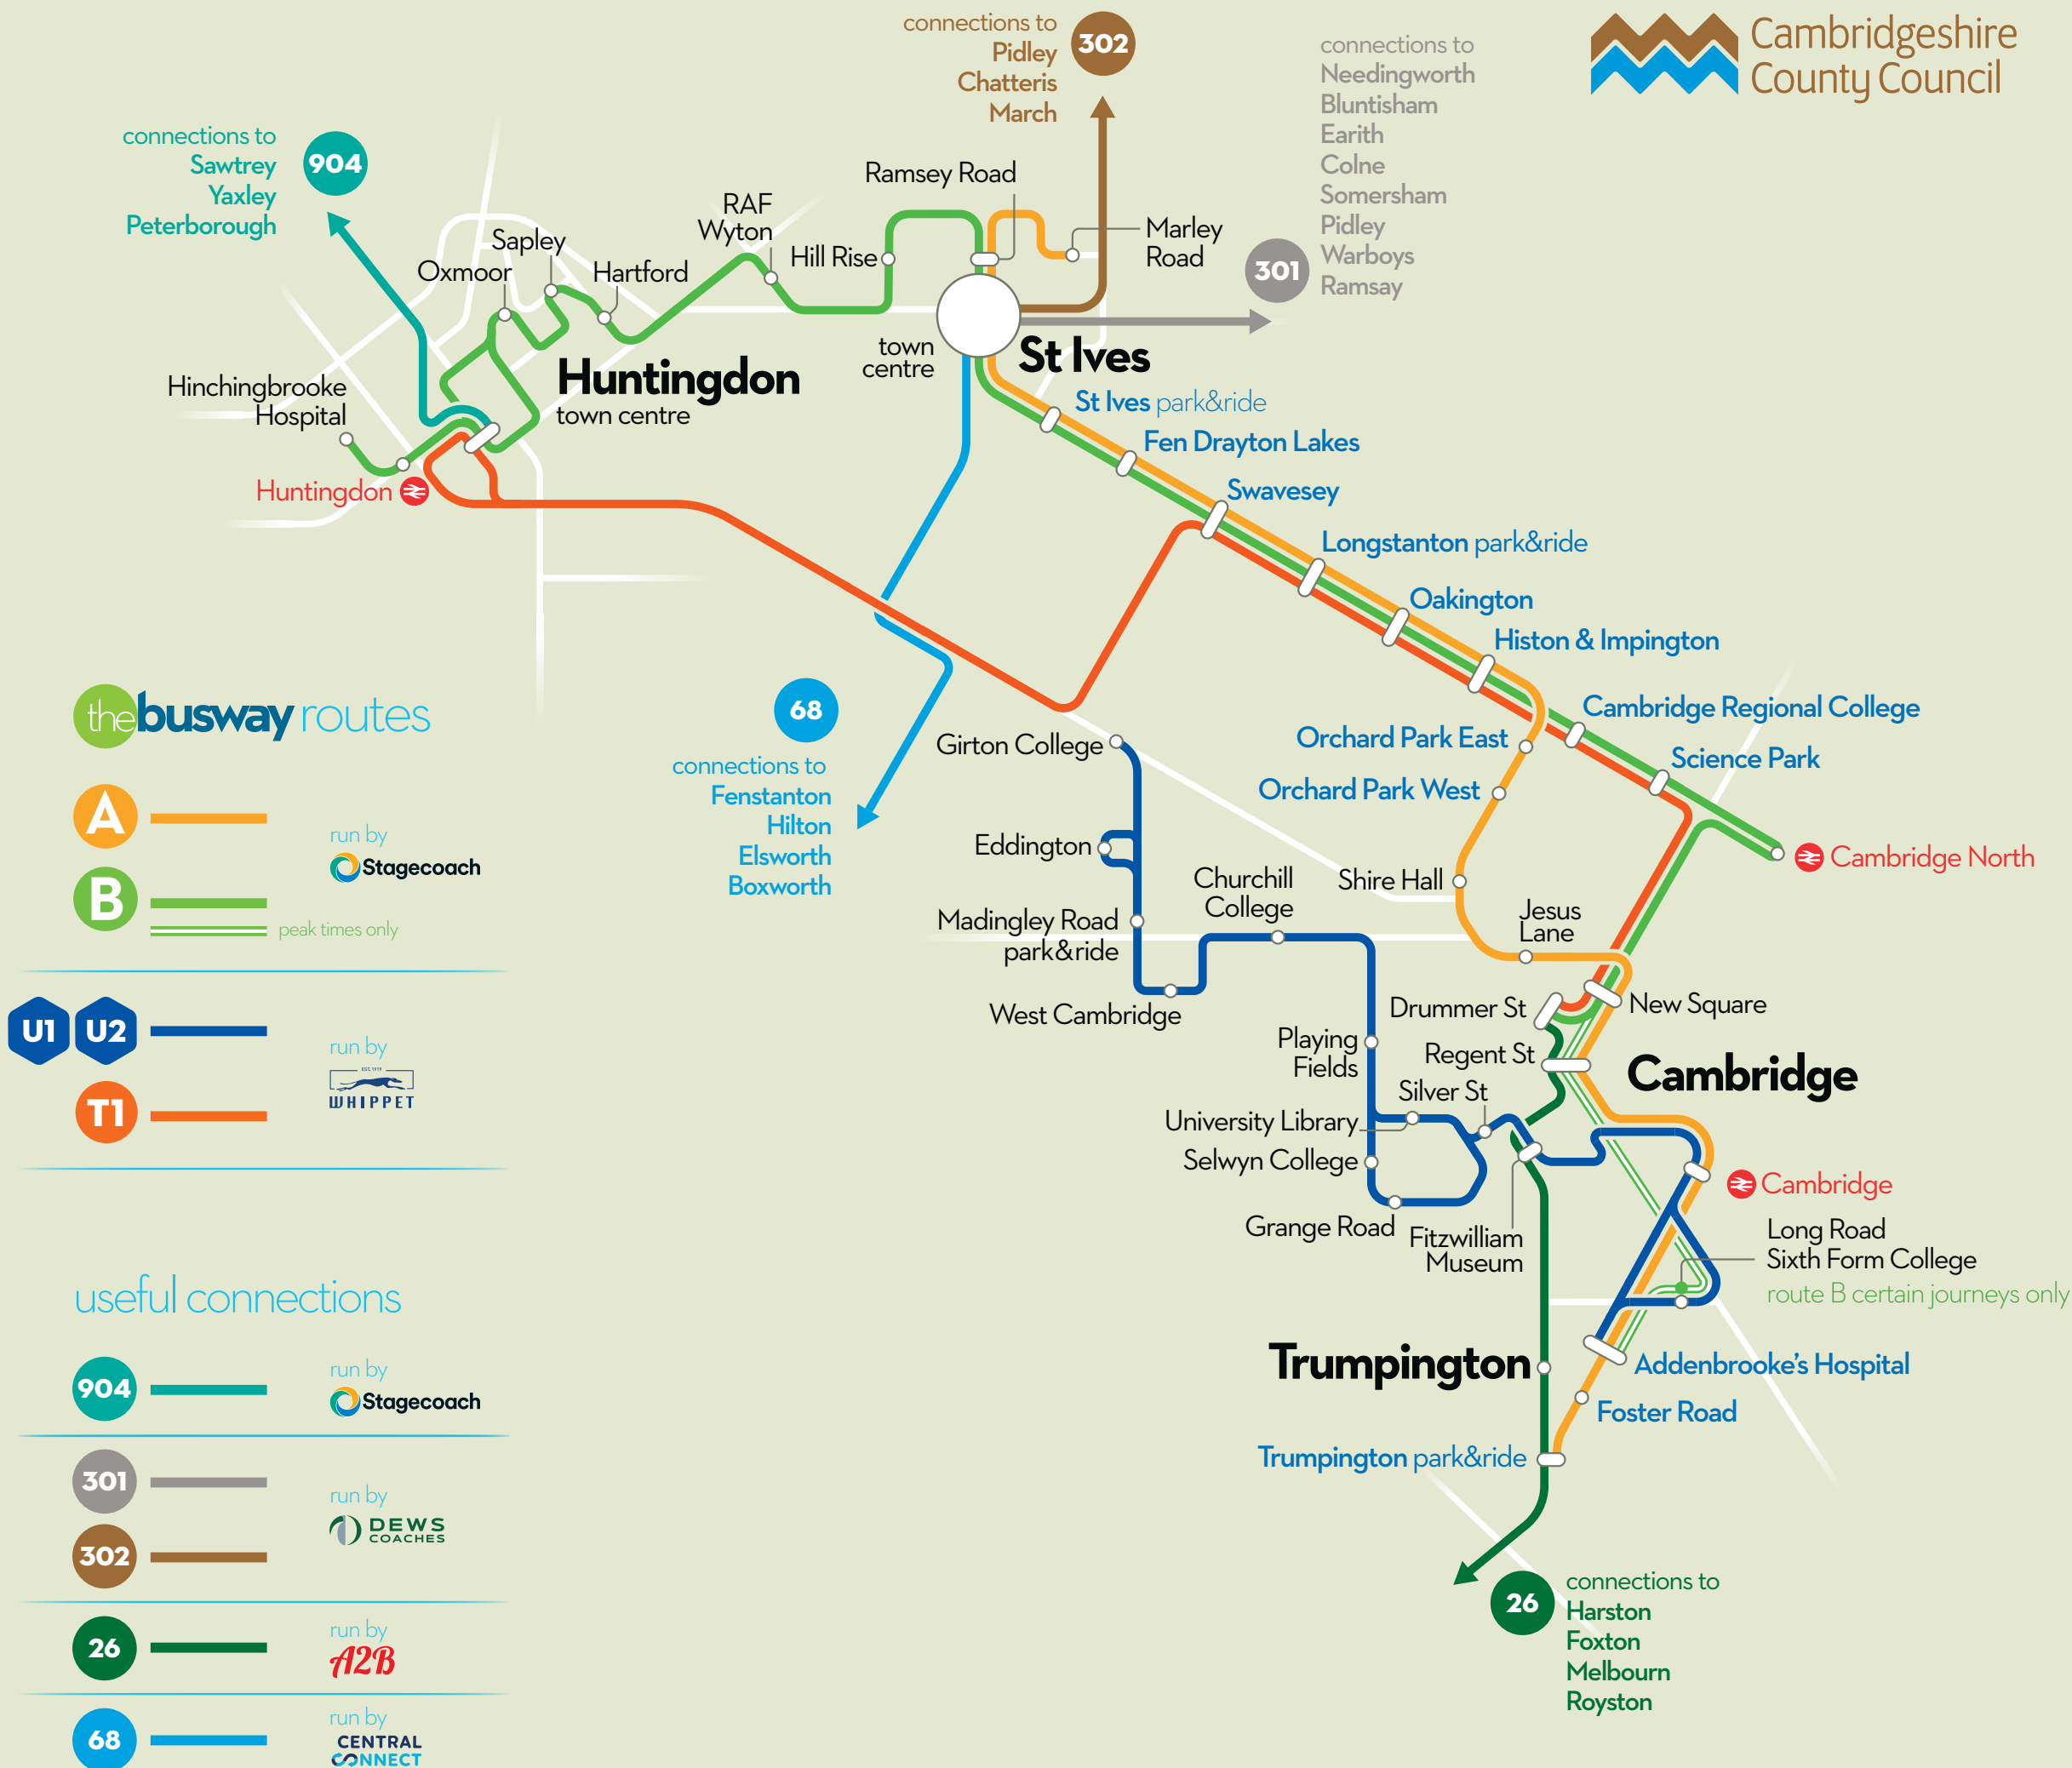 connections to
Pidley
Chatteris
March
302
connections to
Needingworth
Bluntisham
Earith
Colne
Somersham
Pidley
Warboys
Ramsay
301
Cambridgeshire
County Council
connections to
Sawtrey
Yaxley
Peterborough
904
Ramsey Road
RAF
Wyton
Hill Rise
Marley
Road
Sapley
Oxmoor
Hartford
town
centre
St Ives
Huntingdon
town centre
Hinchingbrooke
Hospital
Huntingdon
St Ives park&ride
Fen Drayton Lakes
Swavesey
Longstanton park&ride
Oakington
Histon & Impington
Cambridge Regional College
Orchard Park East
Science Park
Orchard Park West
Cambridge North
68
connections to
Fenstanton
Hilton
Elsworth
Boxworth
Girton College
Eddington
Madingley Road
park&ride
West Cambridge
Churchill
College
Shire Hall
Jesus
Lane
Drummer St
New Square
Regent St
Cambridge
Playing
Fields
Silver St
University Library
Selwyn College
Grange Road
Fitzwilliam
Museum
Cambridge
Long Road
Sixth Form College
route B certain journeys only
Trumpington
Addenbrooke's Hospital
Foster Road
Trumpington park&ride
26
connections to
Harston
Foxton
Melbourn
Royston
thebusway routes
A
run by
Stagecoach
B
peak times only
U1 U2
run by
EST. 1919
WHIPPET
T1
useful connections
904
run by
Stagecoach
301
run by
DEWS
COACHES
302
26
run by
A2B
68
run by
CENTRAL
CONNECT